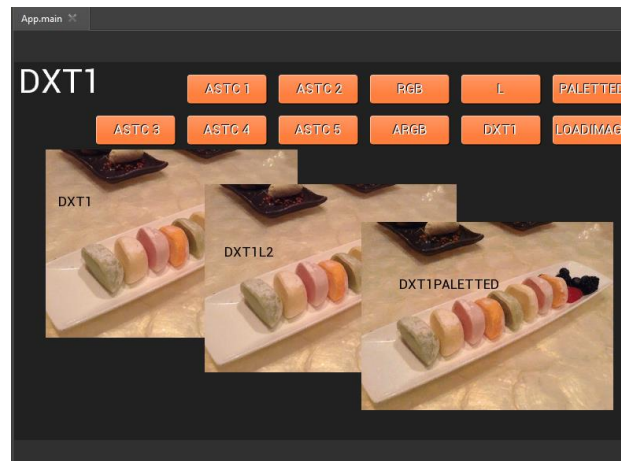 App.main
DXT1
ASTC 1 ASTC 2 RGB L PALETTED
ASTC 3 ASTC 4 ASTC 5 ARGB DXT1 LOADIMAG
DXT1
DXT1L2
DXT1PALETTED